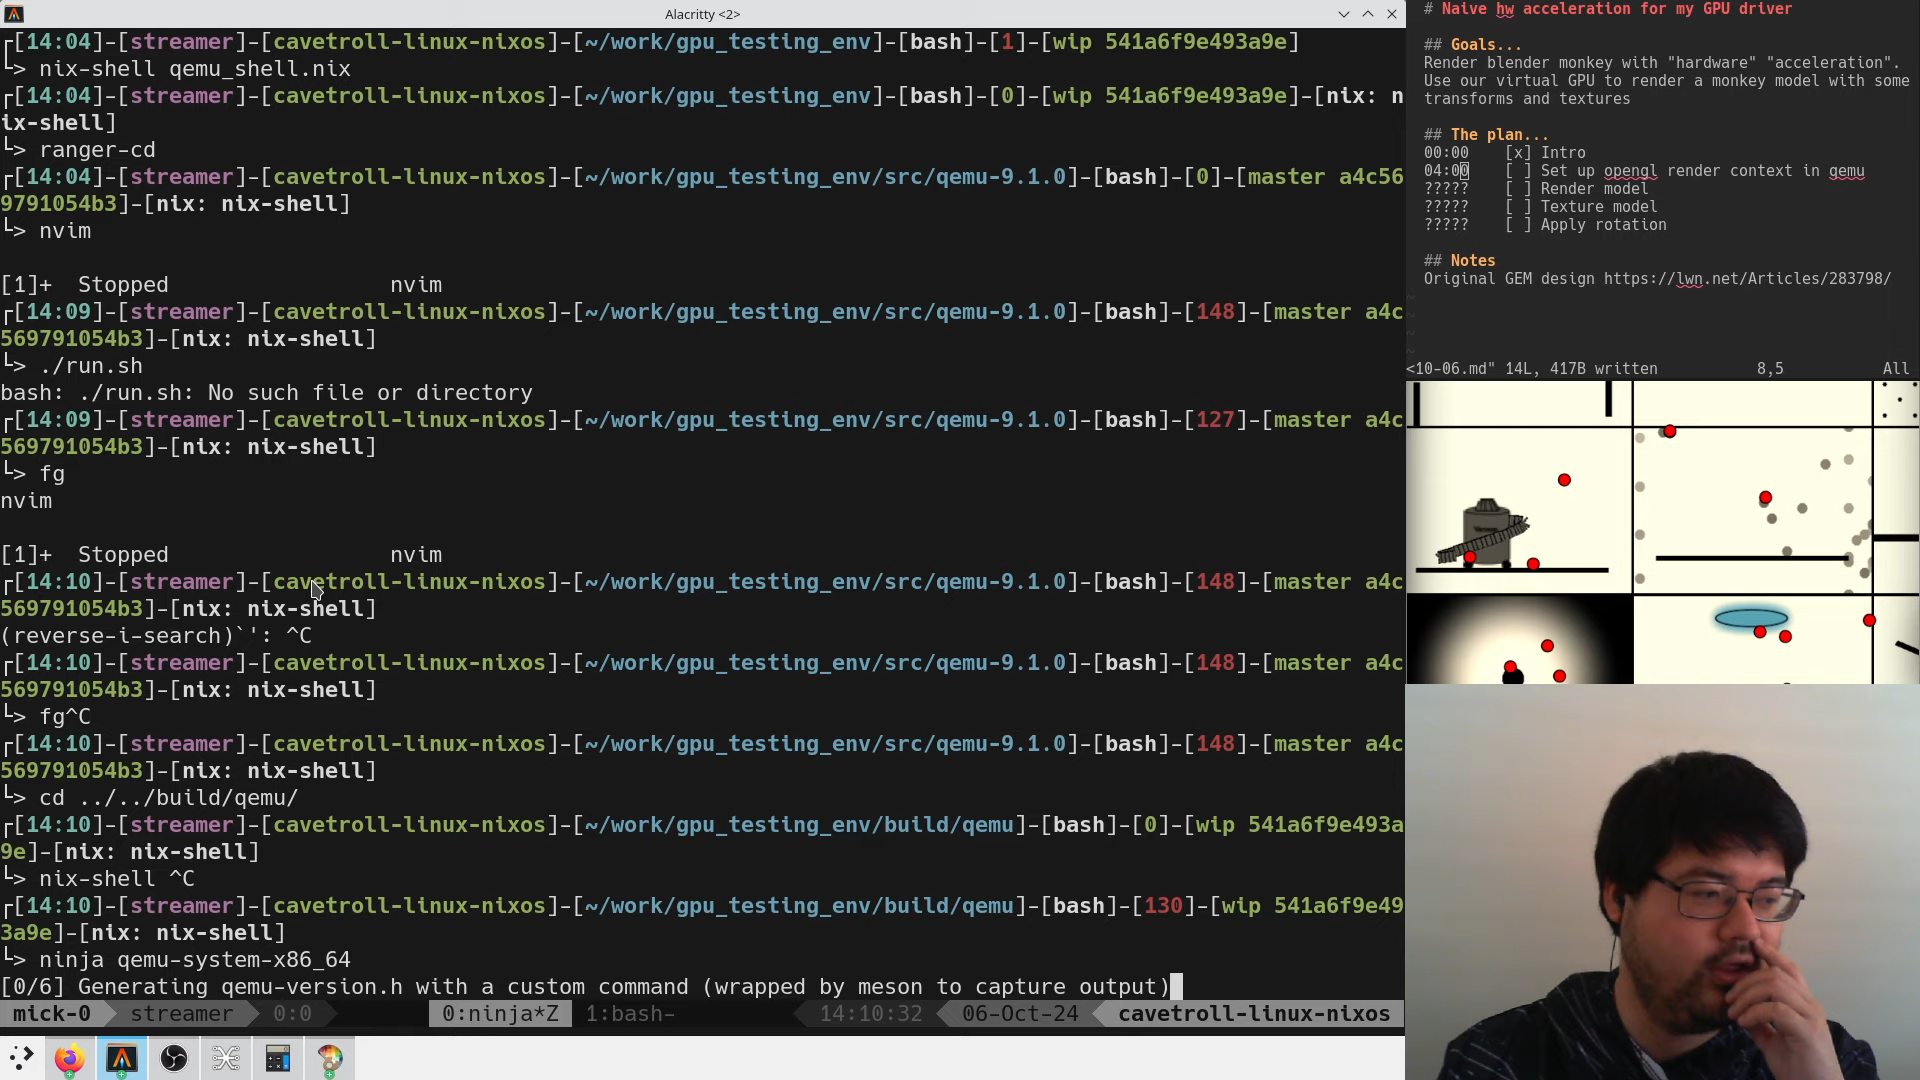 Alacritty <2>
┌[14:04]-[streamer]-[cavetroll-linux-nixos]-[~/work/gpu_testing_env]-[bash]-[1]-[wip 541a6f9e493a9e]
└> nix-shell qemu_shell.nix
┌[14:04]-[streamer]-[cavetroll-linux-nixos]-[~/work/gpu_testing_env]-[bash]-[0]-[wip 541a6f9e493a9e]-[nix: n
ix-shell]
└> ranger-cd
┌[14:04]-[streamer]-[cavetroll-linux-nixos]-[~/work/gpu_testing_env/src/qemu-9.1.0]-[bash]-[0]-[master a4c56
9791054b3]-[nix: nix-shell]
└> nvim
[1]+  Stopped                 nvim
┌[14:09]-[streamer]-[cavetroll-linux-nixos]-[~/work/gpu_testing_env/src/qemu-9.1.0]-[bash]-[148]-[master a4c
569791054b3]-[nix: nix-shell]
└> ./run.sh
bash: ./run.sh: No such file or directory
┌[14:09]-[streamer]-[cavetroll-linux-nixos]-[~/work/gpu_testing_env/src/qemu-9.1.0]-[bash]-[127]-[master a4c
569791054b3]-[nix: nix-shell]
└> fg
nvim
[1]+  Stopped                 nvim
┌[14:10]-[streamer]-[cavetroll-linux-nixos]-[~/work/gpu_testing_env/src/qemu-9.1.0]-[bash]-[148]-[master a4c
569791054b3]-[nix: nix-shell]
(reverse-i-search)`': ^C
┌[14:10]-[streamer]-[cavetroll-linux-nixos]-[~/work/gpu_testing_env/src/qemu-9.1.0]-[bash]-[148]-[master a4c
569791054b3]-[nix: nix-shell]
└> fg^C
┌[14:10]-[streamer]-[cavetroll-linux-nixos]-[~/work/gpu_testing_env/src/qemu-9.1.0]-[bash]-[148]-[master a4c
569791054b3]-[nix: nix-shell]
└> cd ../../build/qemu/
┌[14:10]-[streamer]-[cavetroll-linux-nixos]-[~/work/gpu_testing_env/build/qemu]-[bash]-[0]-[wip 541a6f9e493a
9e]-[nix: nix-shell]
└> nix-shell ^C
┌[14:10]-[streamer]-[cavetroll-linux-nixos]-[~/work/gpu_testing_env/build/qemu]-[bash]-[130]-[wip 541a6f9e49
3a9e]-[nix: nix-shell]
└> ninja qemu-system-x86_64
[0/6] Generating qemu-version.h with a custom command (wrapped by meson to capture output)
mick-0 streamer 0:0 0:ninja*Z 1:bash- 14:10:32 06-Oct-24 cavetroll-linux-nixos
# Naive hw acceleration for my GPU driver
## Goals...
Render blender monkey with "hardware" "acceleration".
Use our virtual GPU to render a monkey model with some
transforms and textures
## The plan...
00:00    [x] Intro
04:00    [ ] Set up opengl render context in qemu
?????    [ ] Render model
?????    [ ] Texture model
?????    [ ] Apply rotation
## Notes
Original GEM design https://lwn.net/Articles/283798/
~
~
~
~
<10-06.md" 14L, 417B written 8,5 All